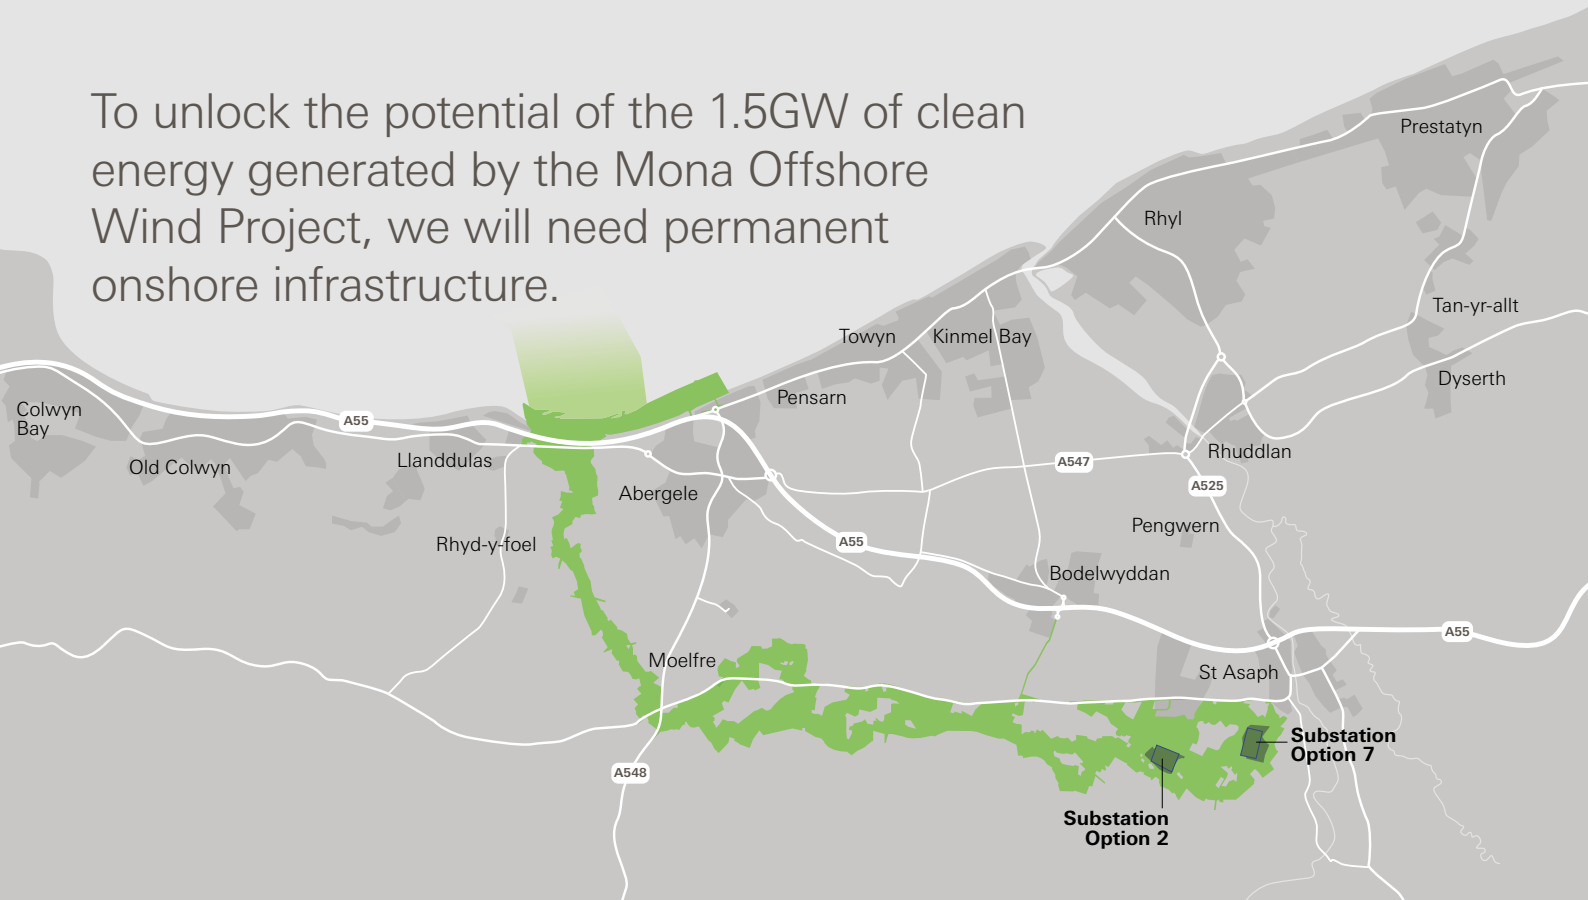 To unlock the potential of the 1.5GW of clean
energy generated by the Mona Offshore
Wind Project, we will need permanent
onshore infrastructure.
Prestatyn
Rhyl
Tan-yr-allt
Towyn
Kinmel Bay
Dyserth
Pensarn
Colwyn
Bay
A55
Old Colwyn
Llanddulas
A547
Rhuddlan
A525
Abergele
Pengwern
Rhyd-y-foel
A55
Bodelwyddan
A55
Moelfre
St Asaph
Substation
Option 7
A548
Substation
Option 2